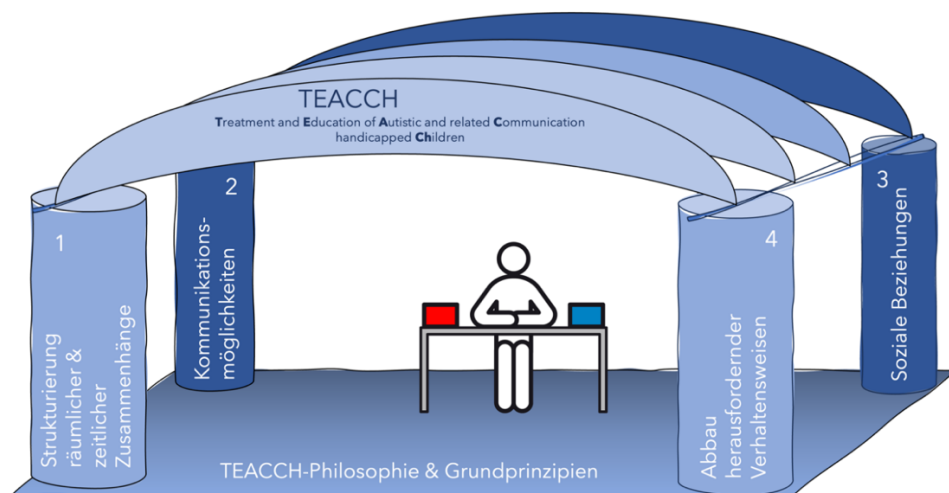 TEACCH
Treatment and Education of Autistic and related Communication
handicapped Children
1
Strukturierung
räumlicher &
zeitlicher
Zusammenhänge
2
Kommunikations-
möglichkeiten
3
Soziale Beziehungen
4
Abbau
herausfordernder
Verhaltensweisen
TEACCH-Philosophie & Grundprinzipien